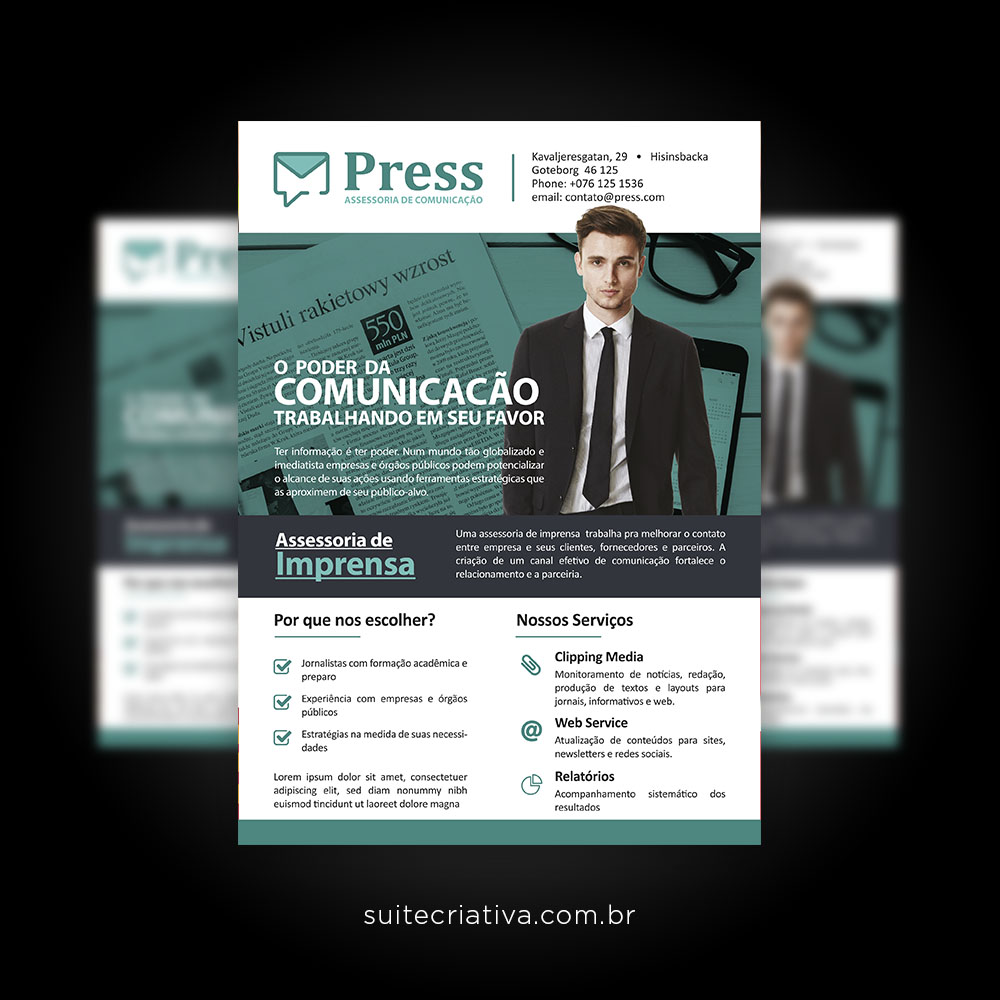 Press
ASSESSORIA DE COMUNICAÇÃO
Kavaljeresgatan, 29 • Hisinsbacka
Goteborg 46 125
Phone: +076 125 1536
email: contato@press.com
Vistuli rakietowy wzrost
550
mln PLN
O PODER DA
COMUNICACÃO
TRABALHANDO EM SEU FAVOR
Ter informação é ter poder. Num mundo tão globalizado e
imediatista empresas e órgãos públicos podem potencializar
o alcance de suas ações usando ferramentas estratégicas que
as aproximem de seu público-alvo.
Assessoria de
Imprensa
Uma assessoria de imprensa trabalha pra melhorar o contato
entre empresa e seus clientes, fornecedores e parceiros. A
criação de um canal efetivo de comunicação fortalece o
relacionamento e a parceiria.
Por que nos escolher?
Jornalistas com formação acadêmica e
preparo
Experiência com empresas e órgãos
públicos
Estratégias na medida de suas necessi-
dades
Lorem ipsum dolor sit amet, consectetuer
adipiscing elit, sed diam nonummy nibh
euismod tincidunt ut laoreet dolore magna
Nossos Serviços
Clipping Media
Monitoramento de notícias, redação,
produção de textos e layouts para
jornais, informativos e web.
@
Web Service
Atualização de conteúdos para sites,
newsletters e redes sociais.
Relatórios
Acompanhamento sistemático dos
resultados
suitecriativa.com.br